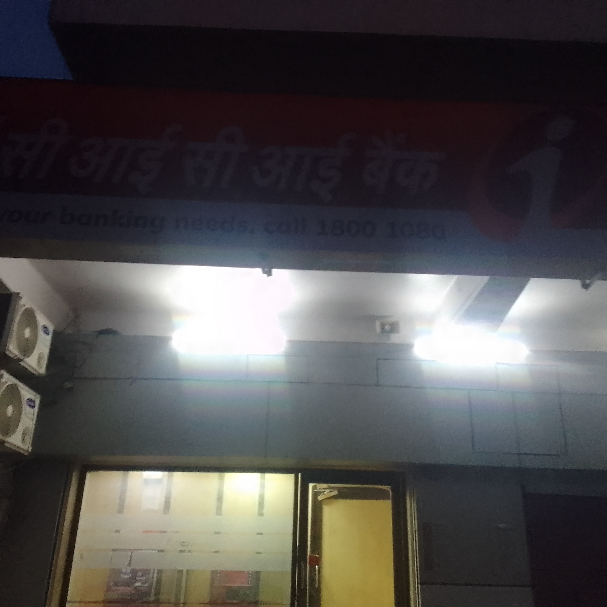 सी आई सी आई बैंक
your banking needs, call 1800 1080